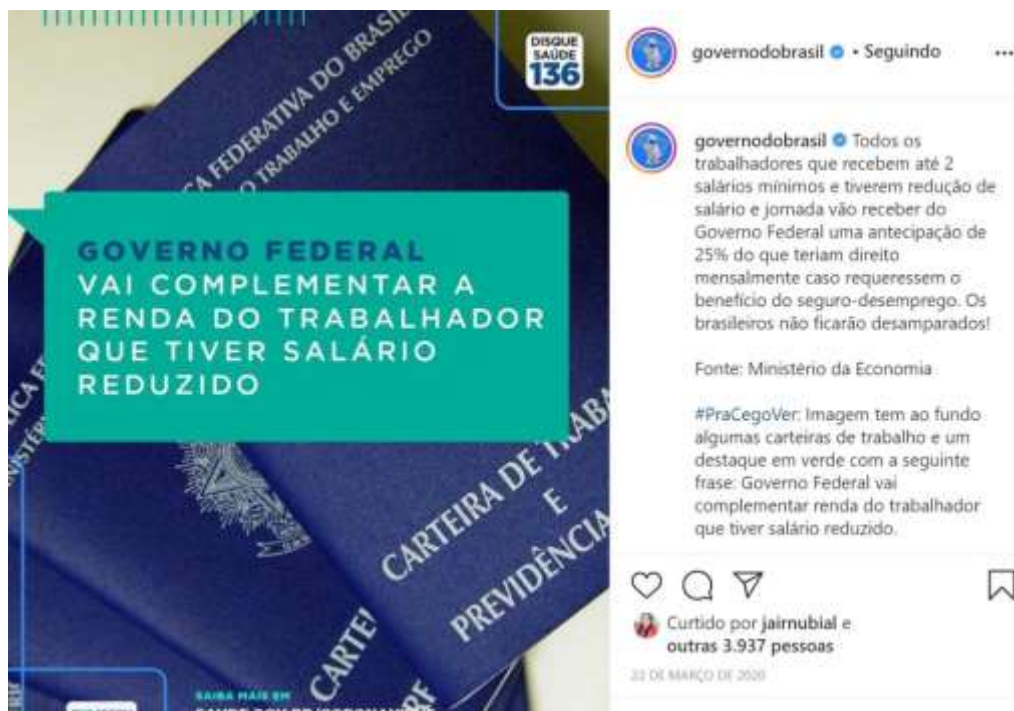 DISQUE
SAÚDE
136
A FEDERATIVA DO BRASIL
O TRABALHO E EMPREGO
GOVERNO FEDERAL
VAI COMPLEMENTAR A
RENDA DO TRABALHADOR
QUE TIVER SALÁRIO
REDUZIDO
CARTEIRA DE TRABA
E
PREVIDÊNCIA
CARTEI
SAIBA MAIS EM
governodobrasil • Seguindo
governodobrasil Todos os
trabalhadores que recebem até 2
salários mínimos e tiverem redução de
salário e jornada vão receber do
Governo Federal uma antecipação de
25% do que teriam direito
mensalmente caso requeressem o
benefício do seguro-desemprego. Os
brasileiros não ficarão desamparados!
Fonte: Ministério da Economia
#PraCegoVer: Imagem tem ao fundo
algumas carteiras de trabalho e um
destaque em verde com a seguinte
frase: Governo Federal vai
complementar renda do trabalhador
que tiver salário reduzido.
Curtido por jairnubial e
outras 3.937 pessoas
22 DE MARÇO DE 2020